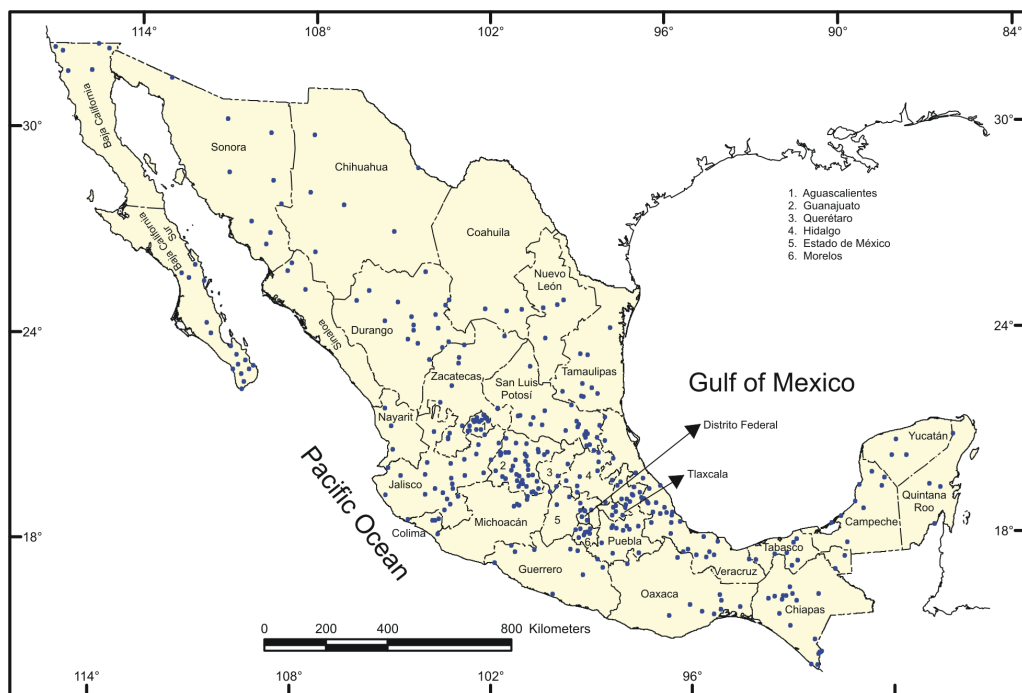 114°
108°
102°
96°
90°
84°
30°
30°
Baja California
Sonora
Chihuahua
1. Aguascalientes
2. Guanajuato
3. Querétaro
4. Hidalgo
5. Estado de México
6. Morelos
Baja California
Sur
Coahuila
Nuevo
León
24°
24°
Sinaloa
Durango
Zacatecas
San Luis
Potosí
Tamaulipas
Gulf of Mexico
Nayarit
Distrito Federal
1
Yucatán
Tlaxcala
2
3
4
Jalisco
Quintana
Roo
Pacific Ocean
Michoacán
5
Campeche
Colima
18°
18°
6
Puebla
Tabasco
Guerrero
Veracruz
Oaxaca
Chiapas
0
200
400
800 Kilometers
114°
108°
102°
96°